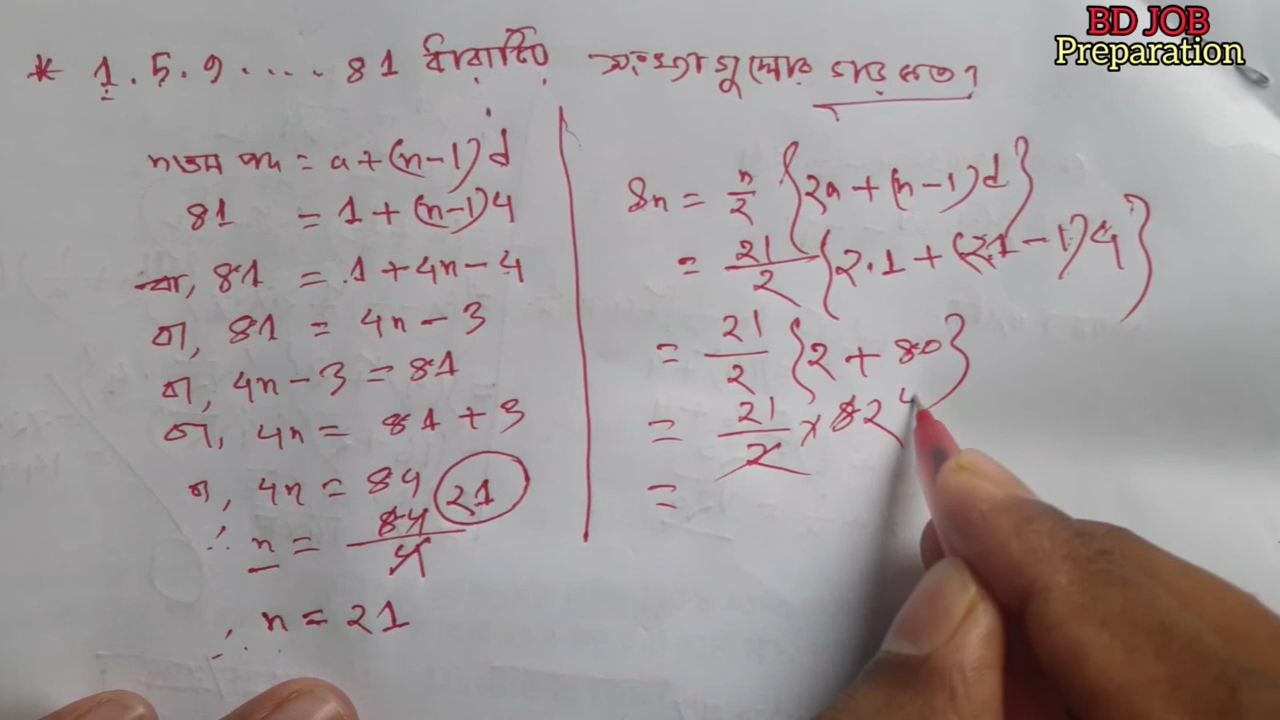 BD JOB
Preparation
* 1.5.9.... 81 ধারাটির সংখ্যাগুলোর গড় কত?
nতম পদ = a+(n-1)d
81 = 1+(n-1)4
বা, 81 = 1+4n-4
বা, 81 = 4n-3
বা, 4n-3 = 81
বা, 4n = 81+3
বা, 4n = 84
∴ n = 84/4 21
∴ n = 21
Sn = n/2 {2a+(n-1)d}
= 21/2 {2.1+(21-1)4}
= 21/2 {2+80}
= 21/2 × 82 4
=